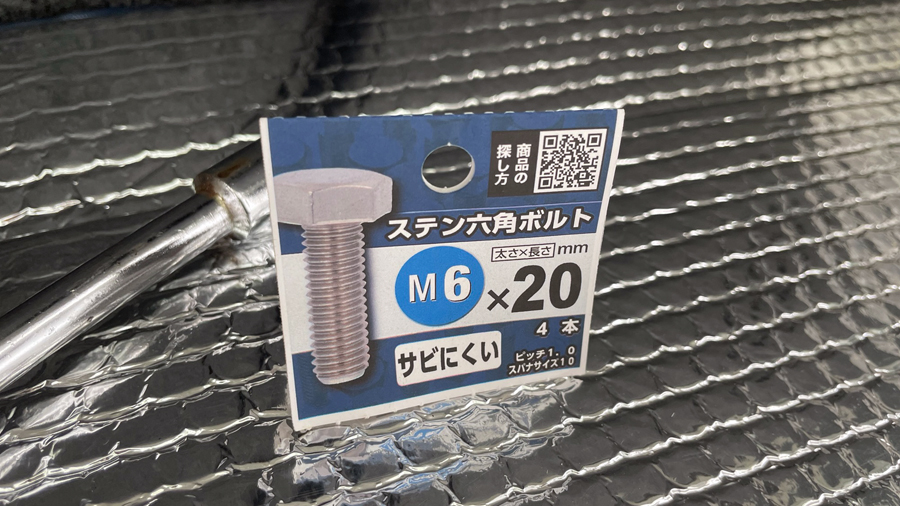 商品の
探し方
ステン六角ボルト
太さ×長さ mm
M6×20
4本
サビにくい
ピッチ1.0
スパナサイズ10